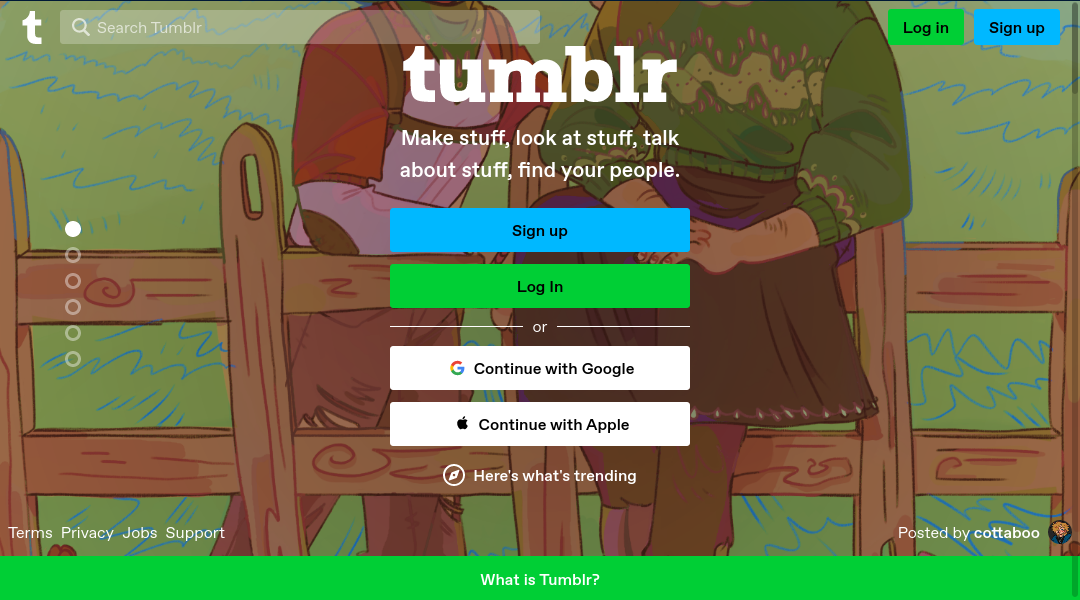 t
Search Tumblr
Log in
Sign up
tumblr
Make stuff, look at stuff, talk
about stuff, find your people.
Sign up
Log In
or
Continue with Google
Continue with Apple
Here's what's trending
Terms Privacy Jobs Support
Posted by cottaboo
What is Tumblr?